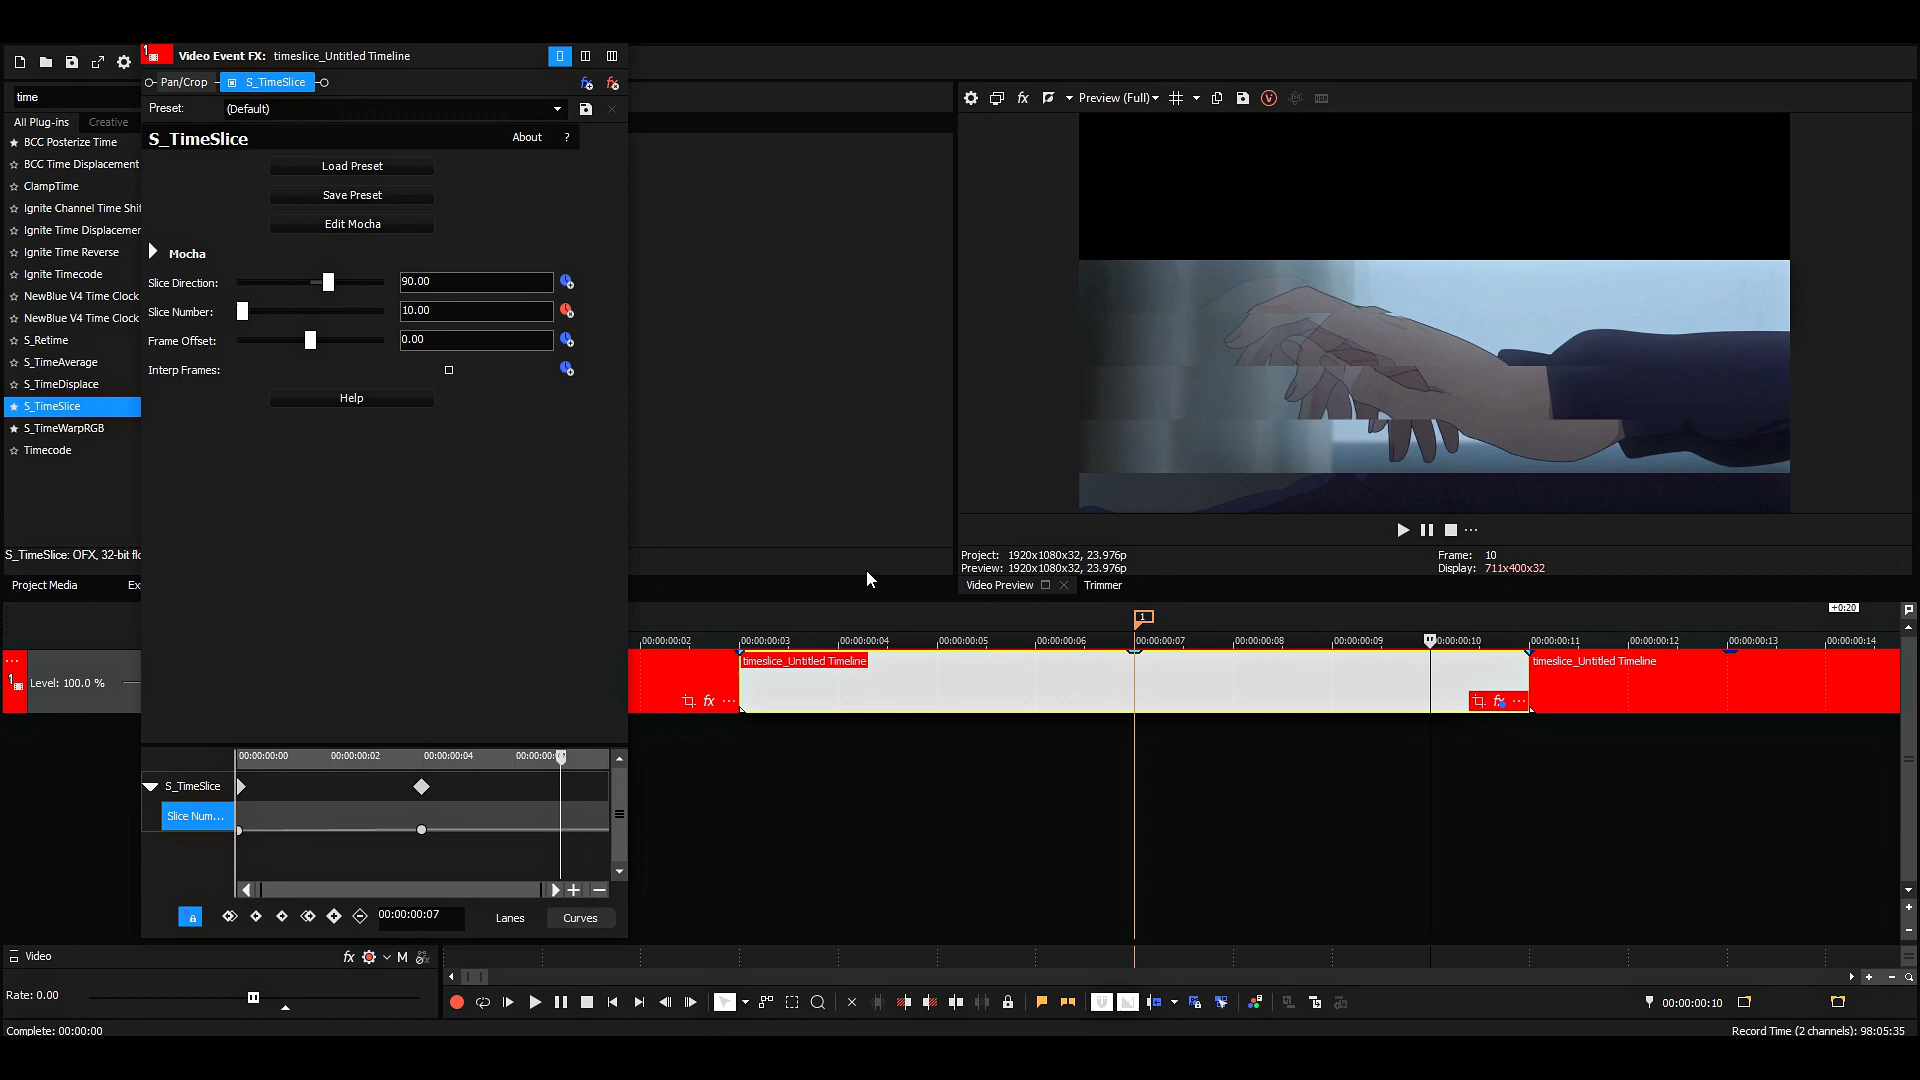 1
Video Event FX: timeslice_Untitled Timeline
Pan/Crop
S_TimeSlice
Preset: (Default)
S_TimeSlice
About ?
Load Preset
Save Preset
Edit Mocha
Mocha
Slice Direction: 90.00
Slice Number: 10.00
Frame Offset: 0.00
Interp Frames:
Help
time
All Plug-ins Creative
BCC Posterize Time
BCC Time Displacement
ClampTime
Ignite Channel Time Shi
Ignite Time Displacemer
Ignite Time Reverse
Ignite Timecode
NewBlue V4 Time Clock
NewBlue V4 Time Clock
S_Retime
S_TimeAverage
S_TimeDisplace
S_TimeSlice
S_TimeWarpRGB
Timecode
S_TimeSlice: OFX, 32-bit flo
Project Media Ex
fx Preview (Full)
Project: 1920x1080x32, 23.976p
Preview: 1920x1080x32, 23.976p
Frame: 10
Display: 711x400x32
Video Preview Trimmer
+0:20
1
00:00:00:02 00:00:00:03 00:00:00:04 00:00:00:05 00:00:00:06 00:00:00:07 00:00:00:08 00:00:00:09 00:00:00:10 00:00:00:11 00:00:00:12 00:00:00:13 00:00:00:14
1 Level: 100.0 %
timeslice_Untitled Timeline
timeslice_Untitled Timeline
fx
fx
00:00:00:00 00:00:00:02 00:00:00:04 00:00:00:
S_TimeSlice
Slice Num...
00:00:00:07
Lanes Curves
Video fx M
Rate: 0.00
00:00:00:10
Complete: 00:00:00
Record Time (2 channels): 98:05:35